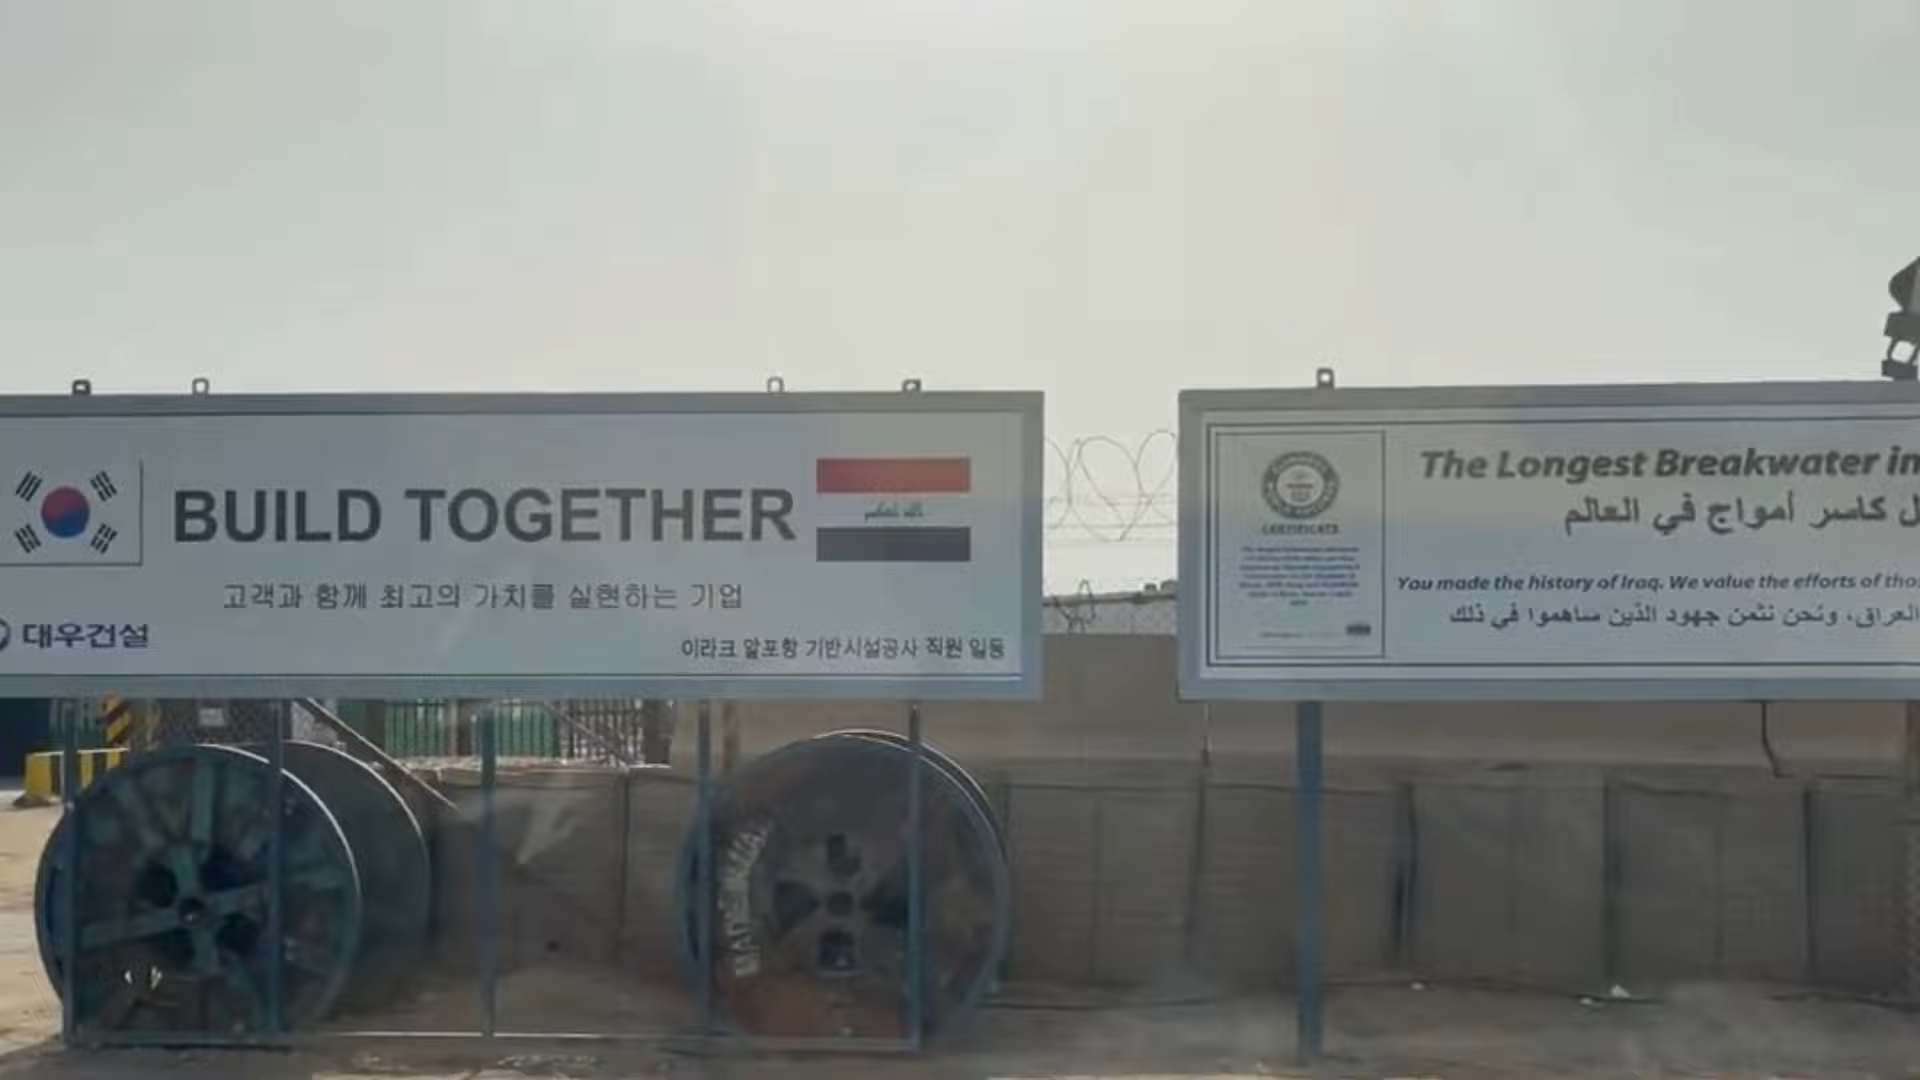 BUILD TOGETHER
고객과 함께 최고의 가치를 실현하는 기업
대우건설
이라크 알포항 기반시설공사 직원 일동
The Longest Breakwater in
كاسر أمواج في العالم
CERTIFICATE
You made the history of Iraq. We value the efforts of
العراق، ونحن نثمن جهود الذين ساهموا في ذلك